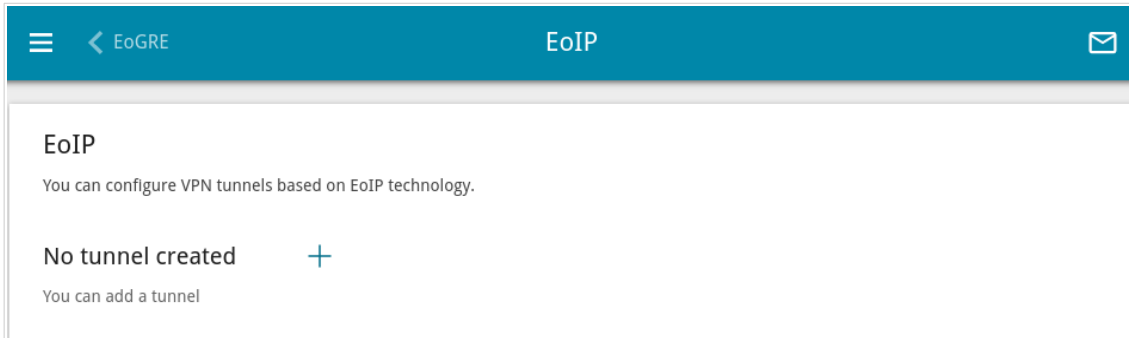 EoGRE
EoIP
EoIP
You can configure VPN tunnels based on EoIP technology.
No tunnel created
You can add a tunnel